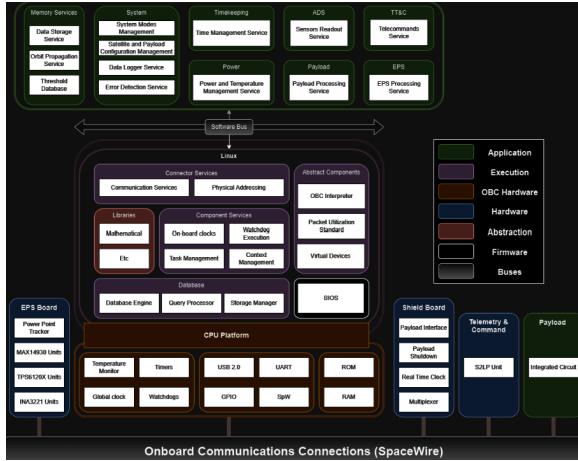 Memory Services
Data Storage
Service
Orbit Propagation
Service
Threshold
Database
System
System Modes
Management
Satellite and Payload
Configuration Management
Data Logger Service
Error Detection Service
Timekeeping
Time Management Service
ADS
Sensors Readout
Service
TT&C
Telecommands
Service
Power
Power and Temperature
Management Service
Payload
Payload Processing
Service
EPS
EPS Processing
Service
Software Bus
Linux
Connector Services
Communication Services
Physical Addressing
Abstract Components
OBC Interpreter
Packet Utilization
Standard
Virtual Devices
Libraries
Mathematical
Etc
Component Services
On-board clocks
Watchdog
Execution
Task Management
Context
Management
Database
Database Engine
Query Processor
Storage Manager
BIOS
Application
Execution
OBC Hardware
Hardware
Abstraction
Firmware
Buses
EPS Board
Power Point
Tracker
MAX14930 Units
TPS6120X Units
INA3221 Units
CPU Platform
Temperature
Monitor
Timers
Global clock
Watchdogs
USB 2.0
UART
GPIO
SpW
ROM
RAM
Shield Board
Payload Interface
Payload
Shutdown
Real Time Clock
Multiplexer
Telemetry &
Command
S2LP Unit
Payload
Integrated Circuit
Onboard Communications Connections (SpaceWire)